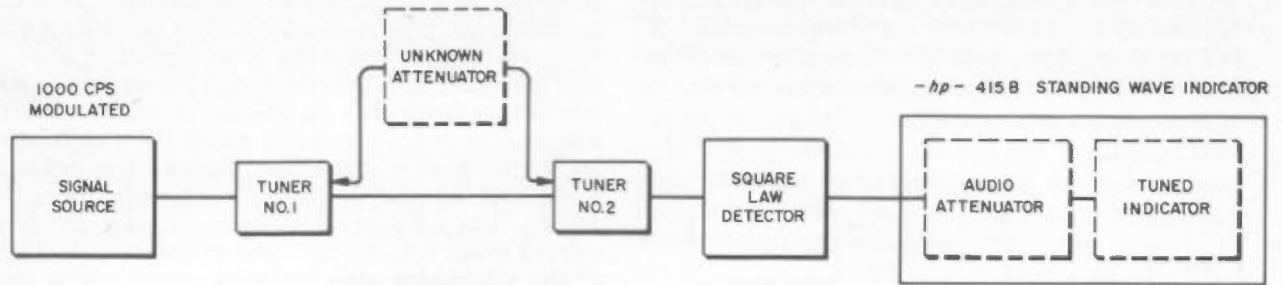 UNKNOWN
ATTENUATOR
1000 CPS
MODULATED
-hp- 415B STANDING WAVE INDICATOR
SIGNAL
SOURCE
TUNER
NO.1
TUNER
NO.2
SQUARE
LAW
DETECTOR
AUDIO
ATTENUATOR
TUNED
INDICATOR